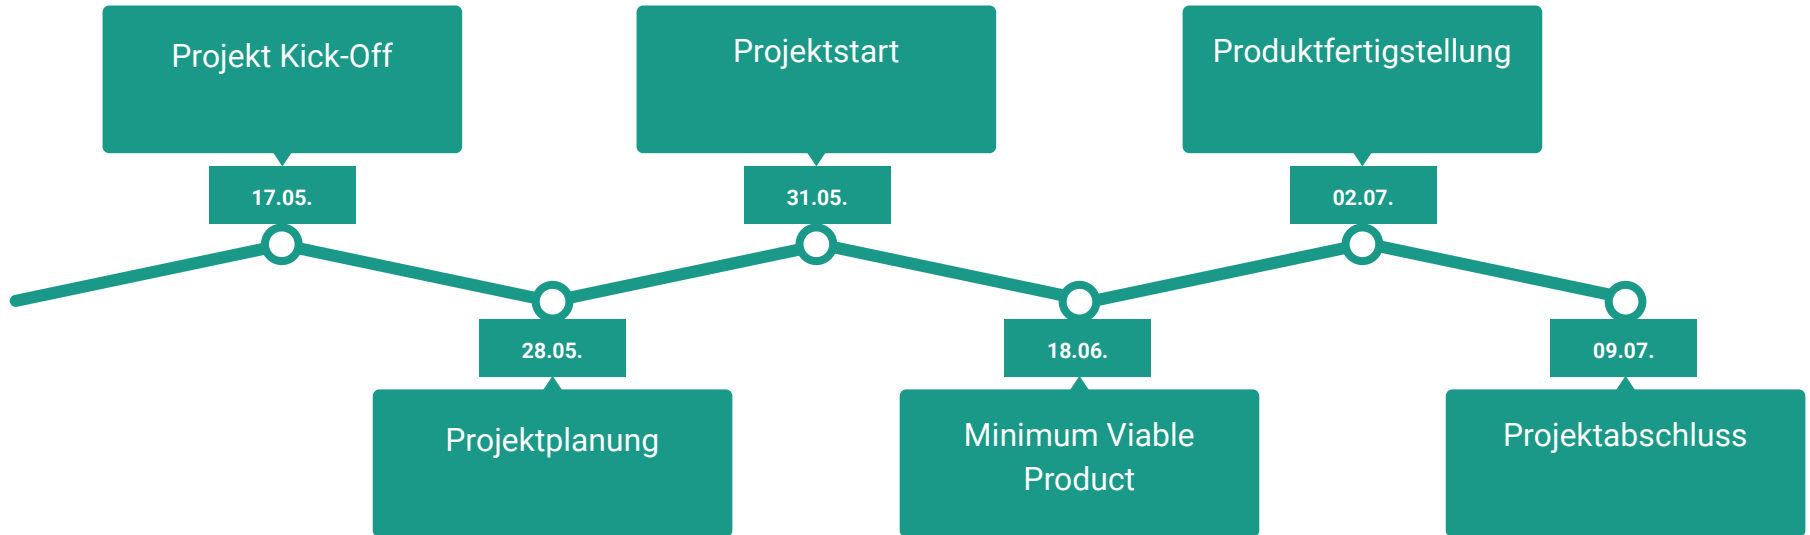 Projekt Kick-Off
17.05.
28.05.
Projektplanung
Projektstart
31.05.
18.06.
Minimum Viable
Product
Produktfertigstellung
02.07.
09.07.
Projektabschluss